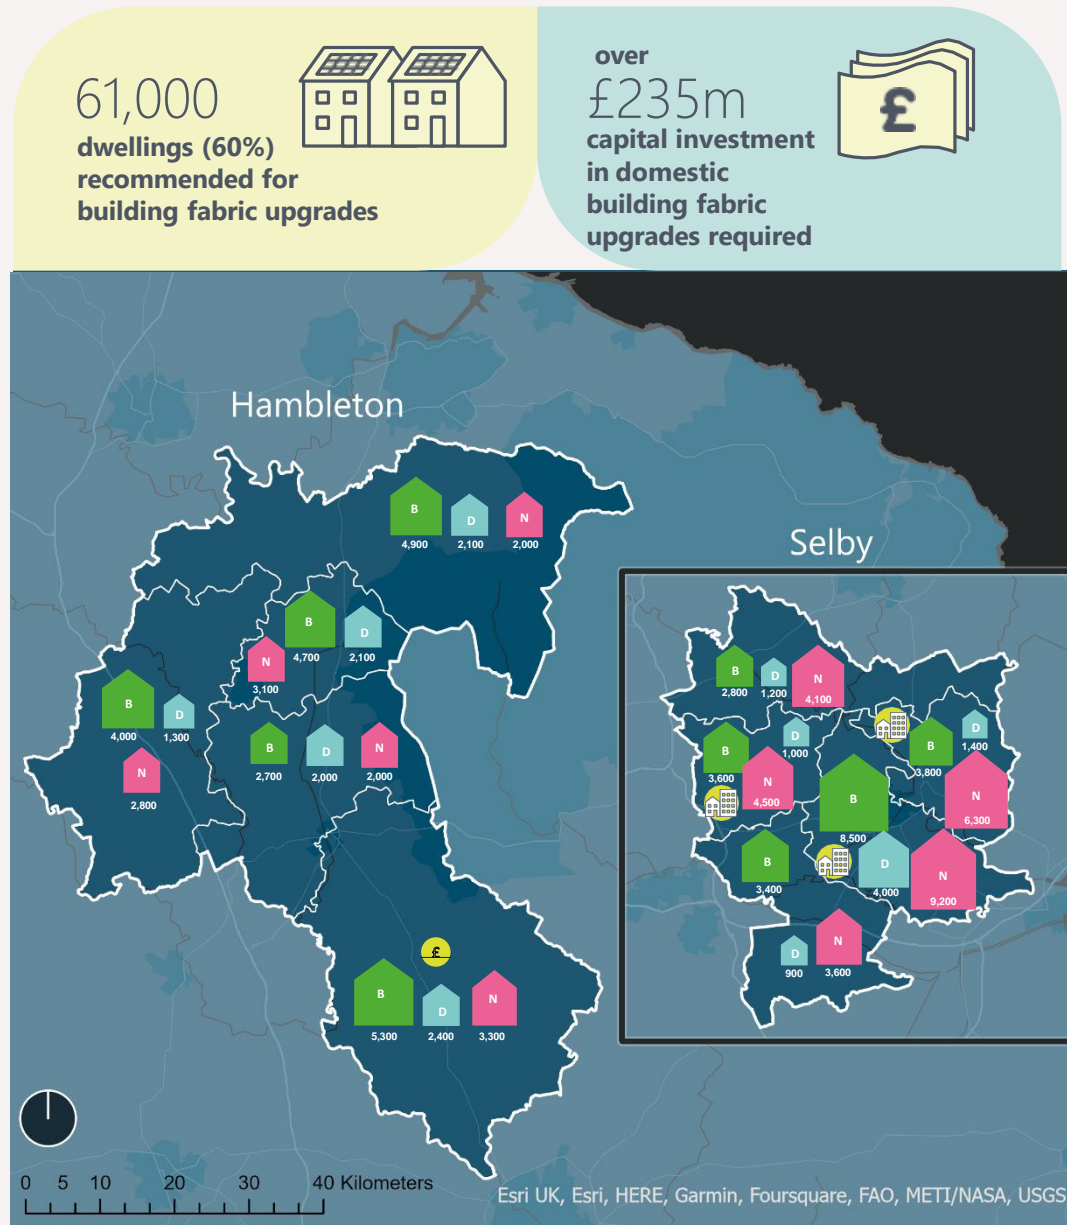 61,000
dwellings (60%)
recommended for
building fabric upgrades
over
£235m
capital investment
in domestic
building fabric
upgrades required
£
Hambleton
B
4,900
D
2,100
N
2,000
B
4,700
D
2,100
N
3,100
B
4,000
D
1,300
N
2,800
B
2,700
D
2,000
N
2,000
£
B
5,300
D
2,400
N
3,300
Selby
B
2,800
D
1,200
N
4,100
B
3,600
D
1,000
N
4,500
B
3,800
D
1,400
N
6,300
B
8,500
D
4,000
N
9,200
B
3,400
D
900
N
3,600
0 5 10 20 30 40 Kilometers
Esri UK, Esri, HERE, Garmin, Foursquare, FAO, METI/NASA, USGS